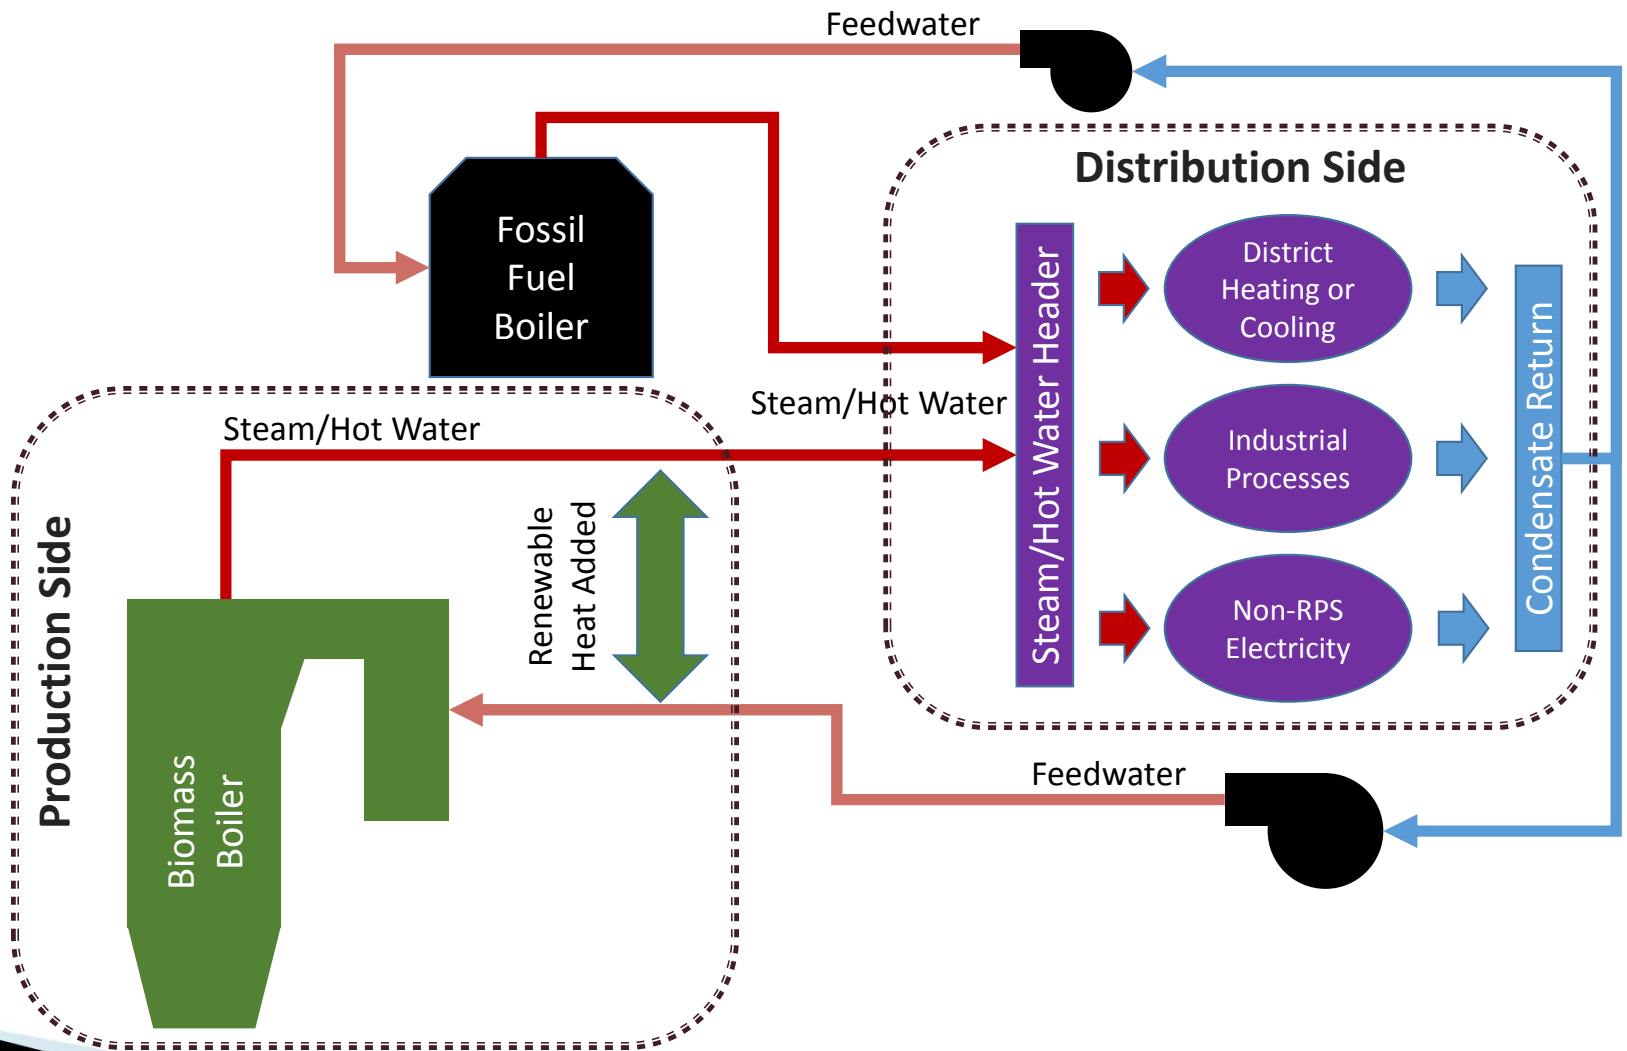 Feedwater
Distribution Side
Fossil
Fuel
Boiler
Steam/Hot Water Header
District
Heating or
Cooling
Condensate Return
Steam/Hot Water
Steam/Hot Water
Industrial
Processes
Production Side
Renewable
Heat Added
Non-RPS
Electricity
Biomass
Boiler
Feedwater